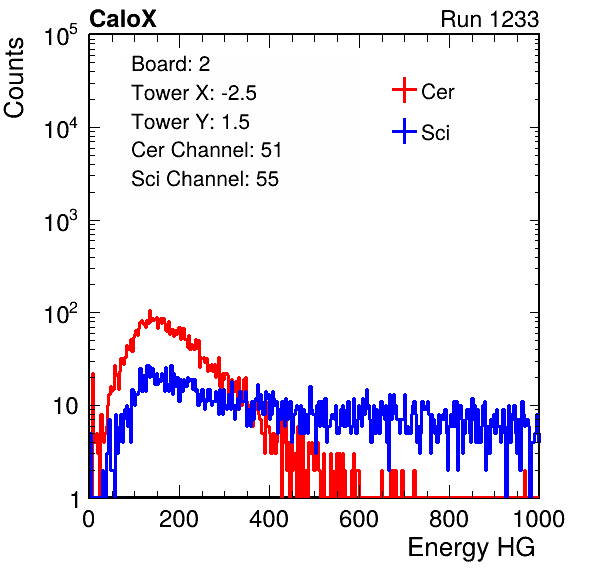 CaloX Run 1233
Counts
Board: 2
Tower X: -2.5
Tower Y: 1.5
Cer Channel: 51
Sci Channel: 55
Cer
Sci
10^5
10^4
10^3
10^2
10
1
0 200 400 600 800 1000
Energy HG